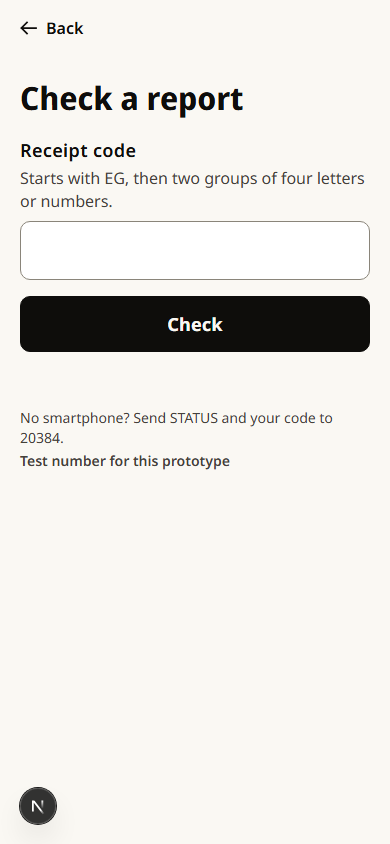 Back
Check a report
Receipt code
Starts with EG, then two groups of four letters
or numbers.
Check
No smartphone? Send STATUS and your code to
20384.
Test number for this prototype
N